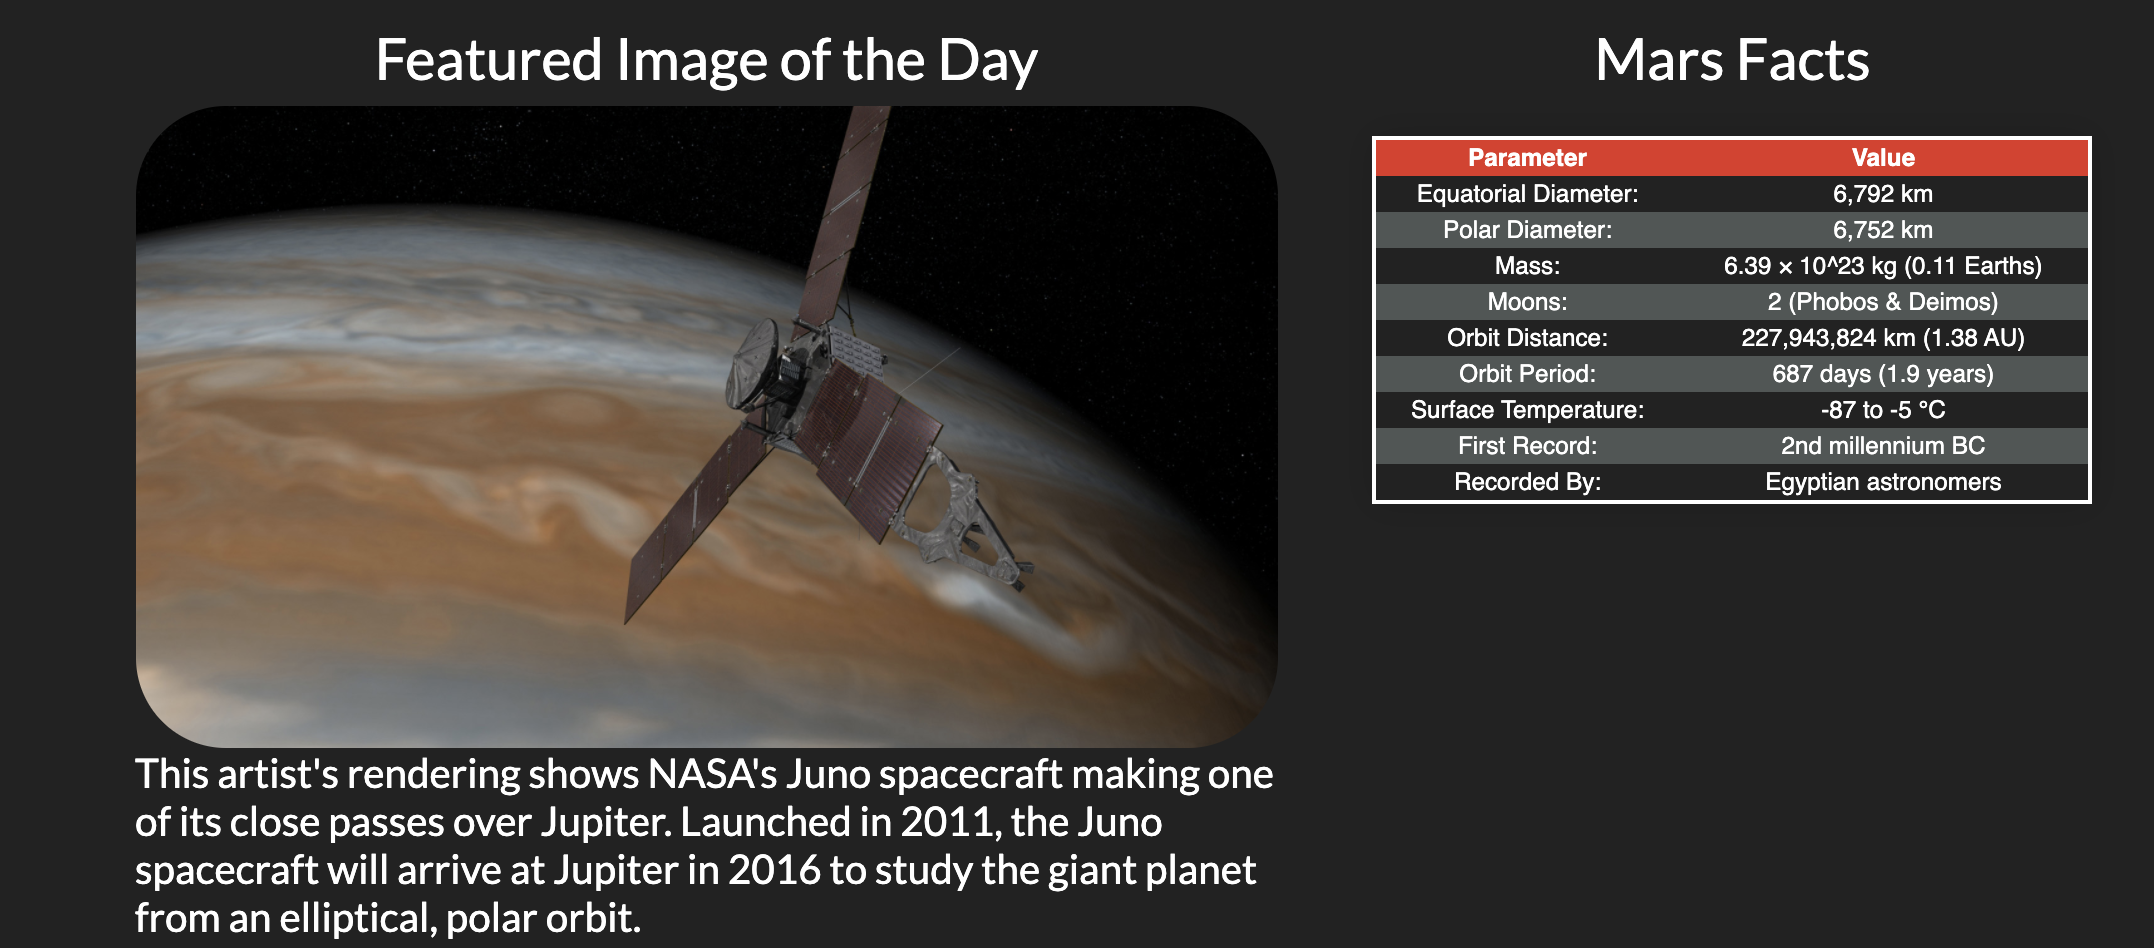 Featured Image of the Day
This artist's rendering shows NASA's Juno spacecraft making one
of its close passes over Jupiter. Launched in 2011, the Juno
spacecraft will arrive at Jupiter in 2016 to study the giant planet
from an elliptical, polar orbit.
Mars Facts
Parameter Value
Equatorial Diameter: 6,792 km
Polar Diameter: 6,752 km
Mass: 6.39 × 10^23 kg (0.11 Earths)
Moons: 2 (Phobos & Deimos)
Orbit Distance: 227,943,824 km (1.38 AU)
Orbit Period: 687 days (1.9 years)
Surface Temperature: -87 to -5 °C
First Record: 2nd millennium BC
Recorded By: Egyptian astronomers